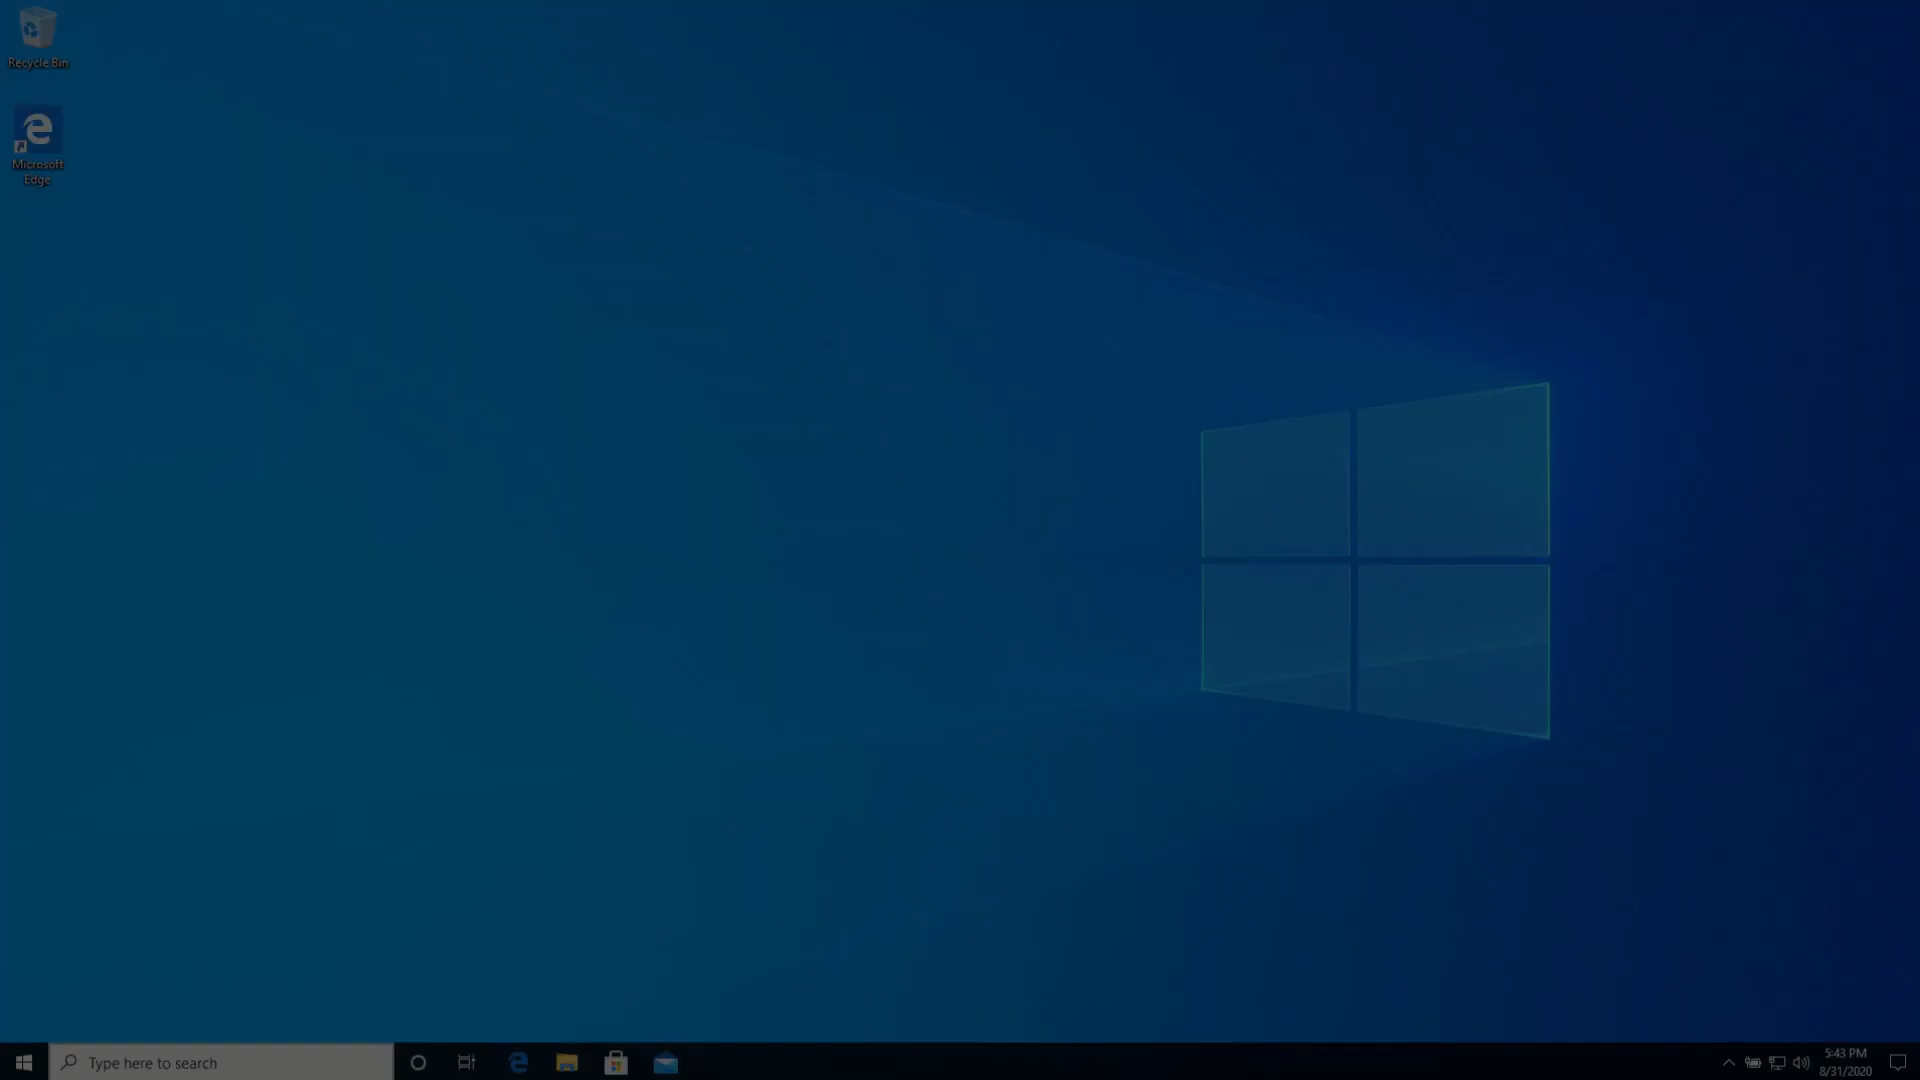 Recycle Bin
Microsoft
Edge
Type here to search
5:43 PM
8/31/2020